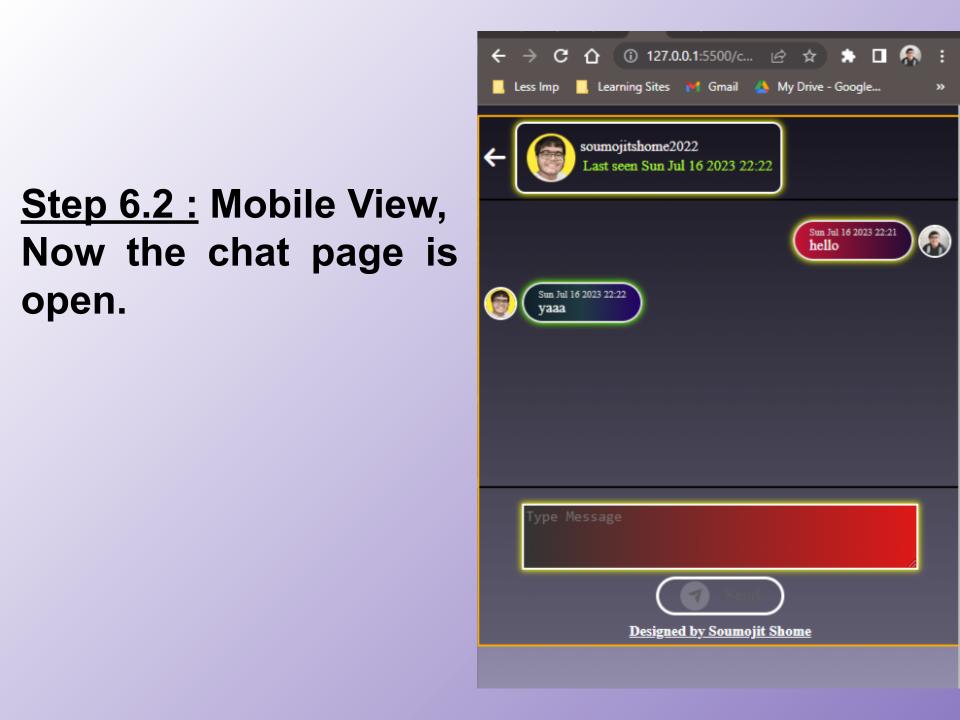 Step 6.2 : Mobile View,
Now the chat page is
open.
127.0.0.1:5500/c...
Less Imp Learning Sites Gmail My Drive - Google... »
soumojitshome2022
Last seen Sun Jul 16 2023 22:22
Sun Jul 16 2023 22:21
hello
Sun Jul 16 2023 22:22
yaaa
Type Message
Send
Designed by Soumojit Shome